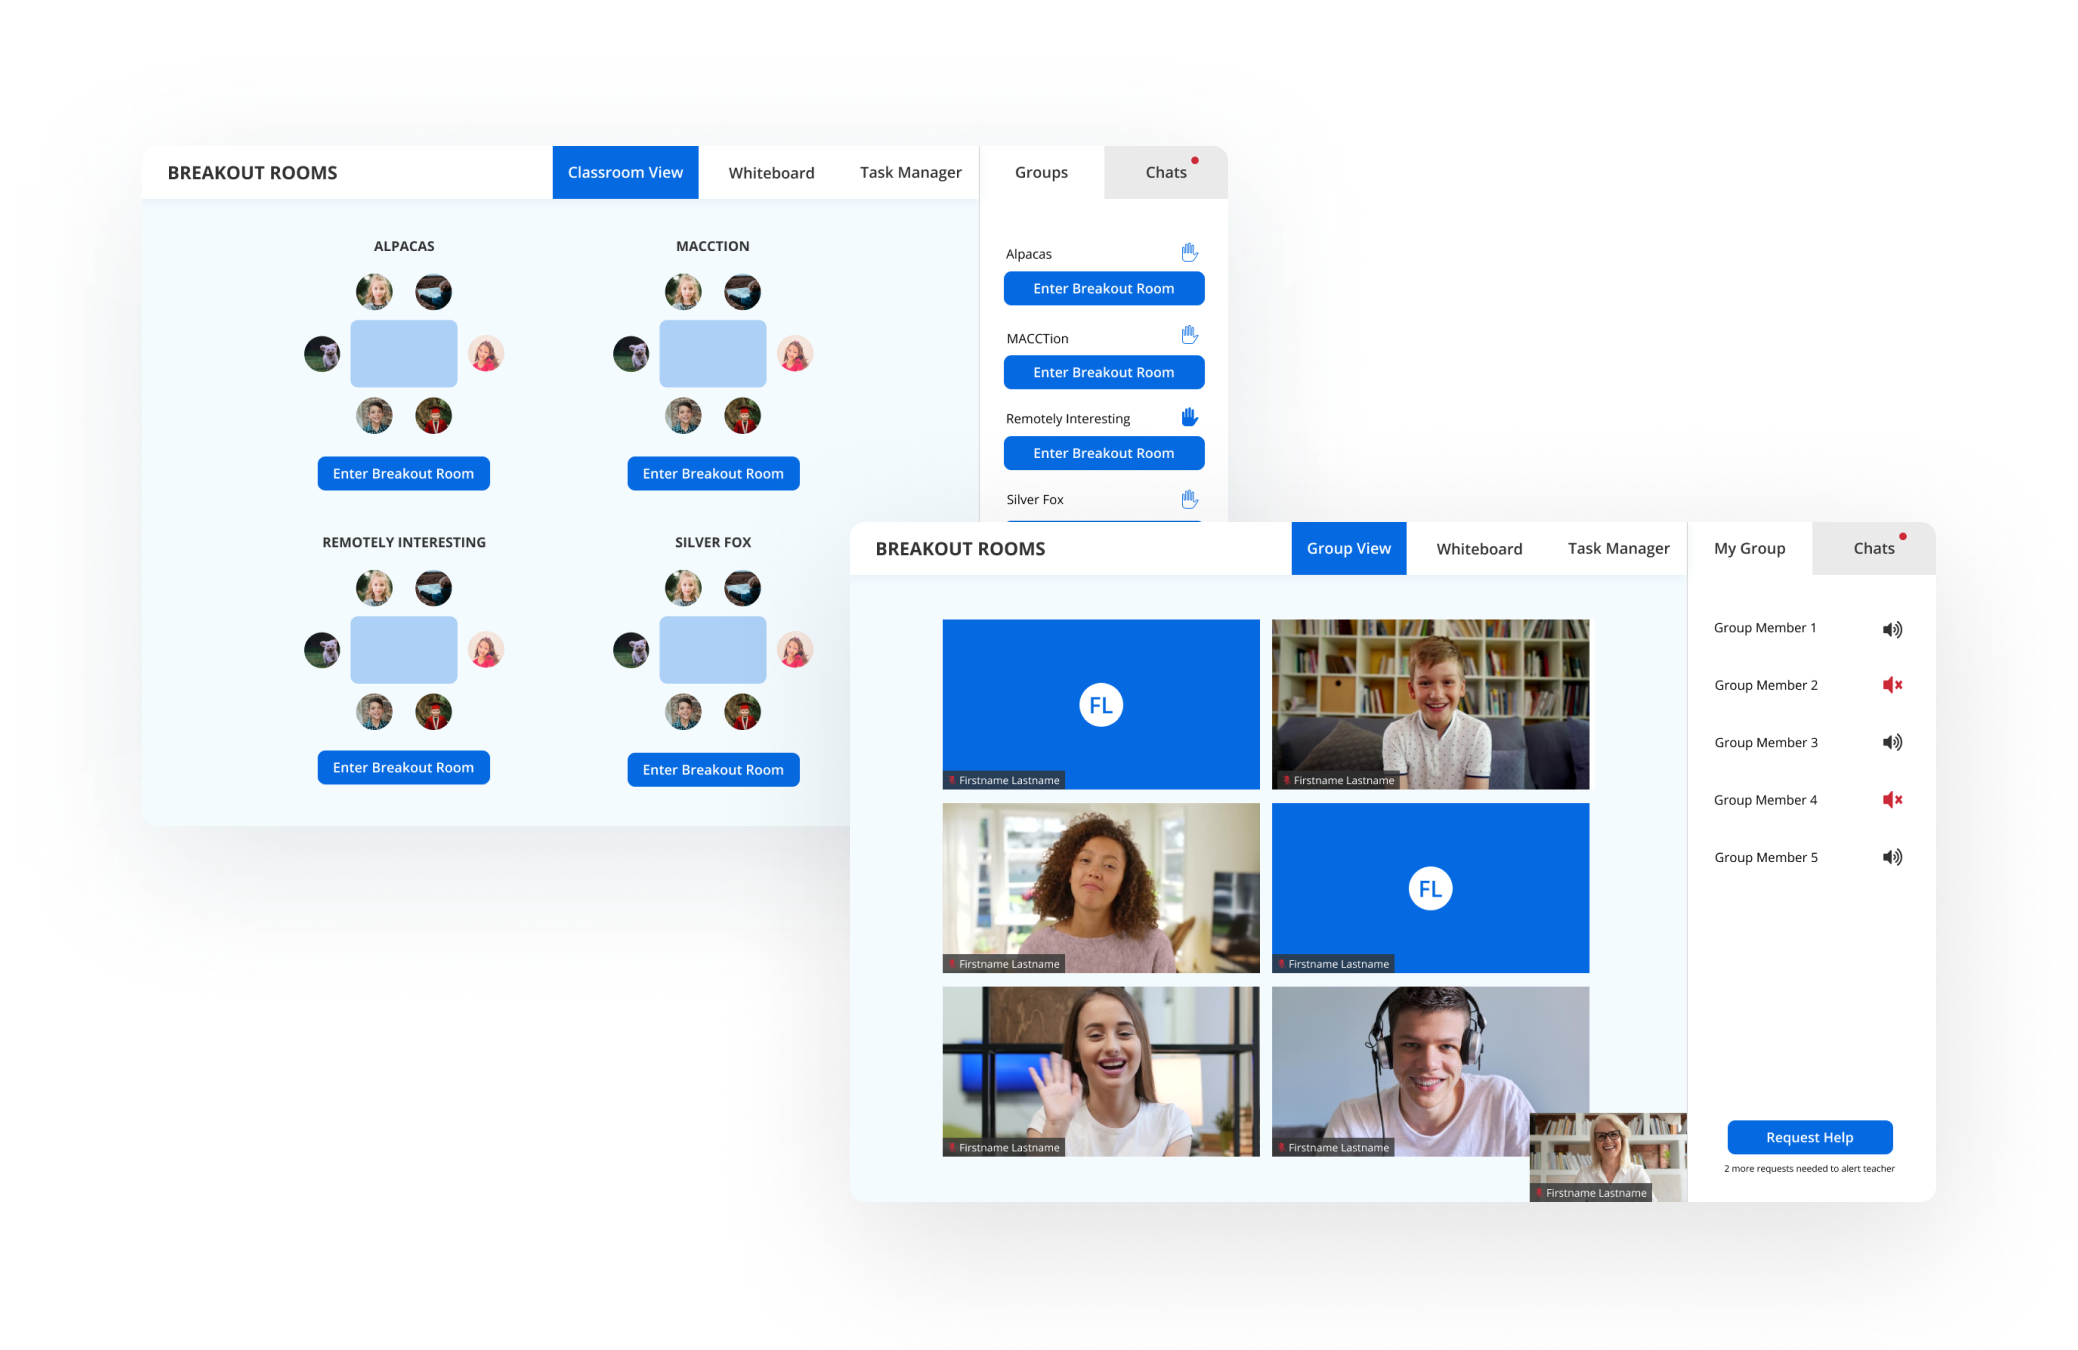 BREAKOUT ROOMS
Classroom View
Whiteboard
Task Manager
Groups
Chats
ALPACAS
MACCTION
Enter Breakout Room
Enter Breakout Room
REMOTELY INTERESTING
SILVER FOX
Enter Breakout Room
Enter Breakout Room
Alpacas
Enter Breakout Room
MACCTion
Enter Breakout Room
Remotely Interesting
Enter Breakout Room
Silver Fox
BREAKOUT ROOMS
Group View
Whiteboard
Task Manager
My Group
Chats
FL
Firstname Lastname
Firstname Lastname
Firstname Lastname
FL
Firstname Lastname
Firstname Lastname
Firstname Lastname
Firstname Lastname
Group Member 1
Group Member 2
Group Member 3
Group Member 4
Group Member 5
Request Help
2 more requests needed to alert teacher